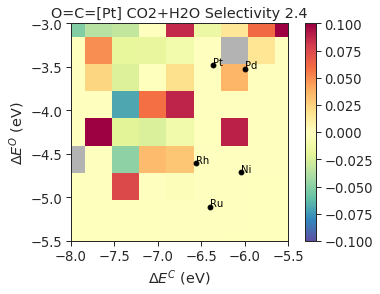 O=C=[Pt] CO2+H2O Selectivity 2.4
ΔE^O (eV)
−3.0
−3.5
−4.0
−4.5
−5.0
−5.5
Pt
Pd
Rh
Ni
Ru
−8.0 −7.5 −7.0 −6.5 −6.0 −5.5
ΔE^C (eV)
0.100
0.075
0.050
0.025
0.000
−0.025
−0.050
−0.075
−0.100